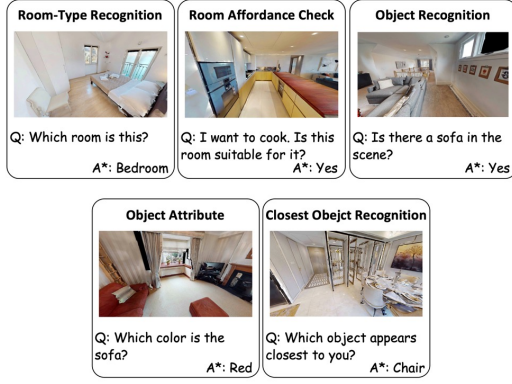 Room-Type Recognition
Q: Which room is this?
A*: Bedroom
Room Affordance Check
Q: I want to cook. Is this
room suitable for it?
A*: Yes
Object Recognition
Q: Is there a sofa in the
scene?
A*: Yes
Object Attribute
Q: Which color is the
sofa?
A*: Red
Closest Obejct Recognition
Q: Which object appears
closest to you?
A*: Chair